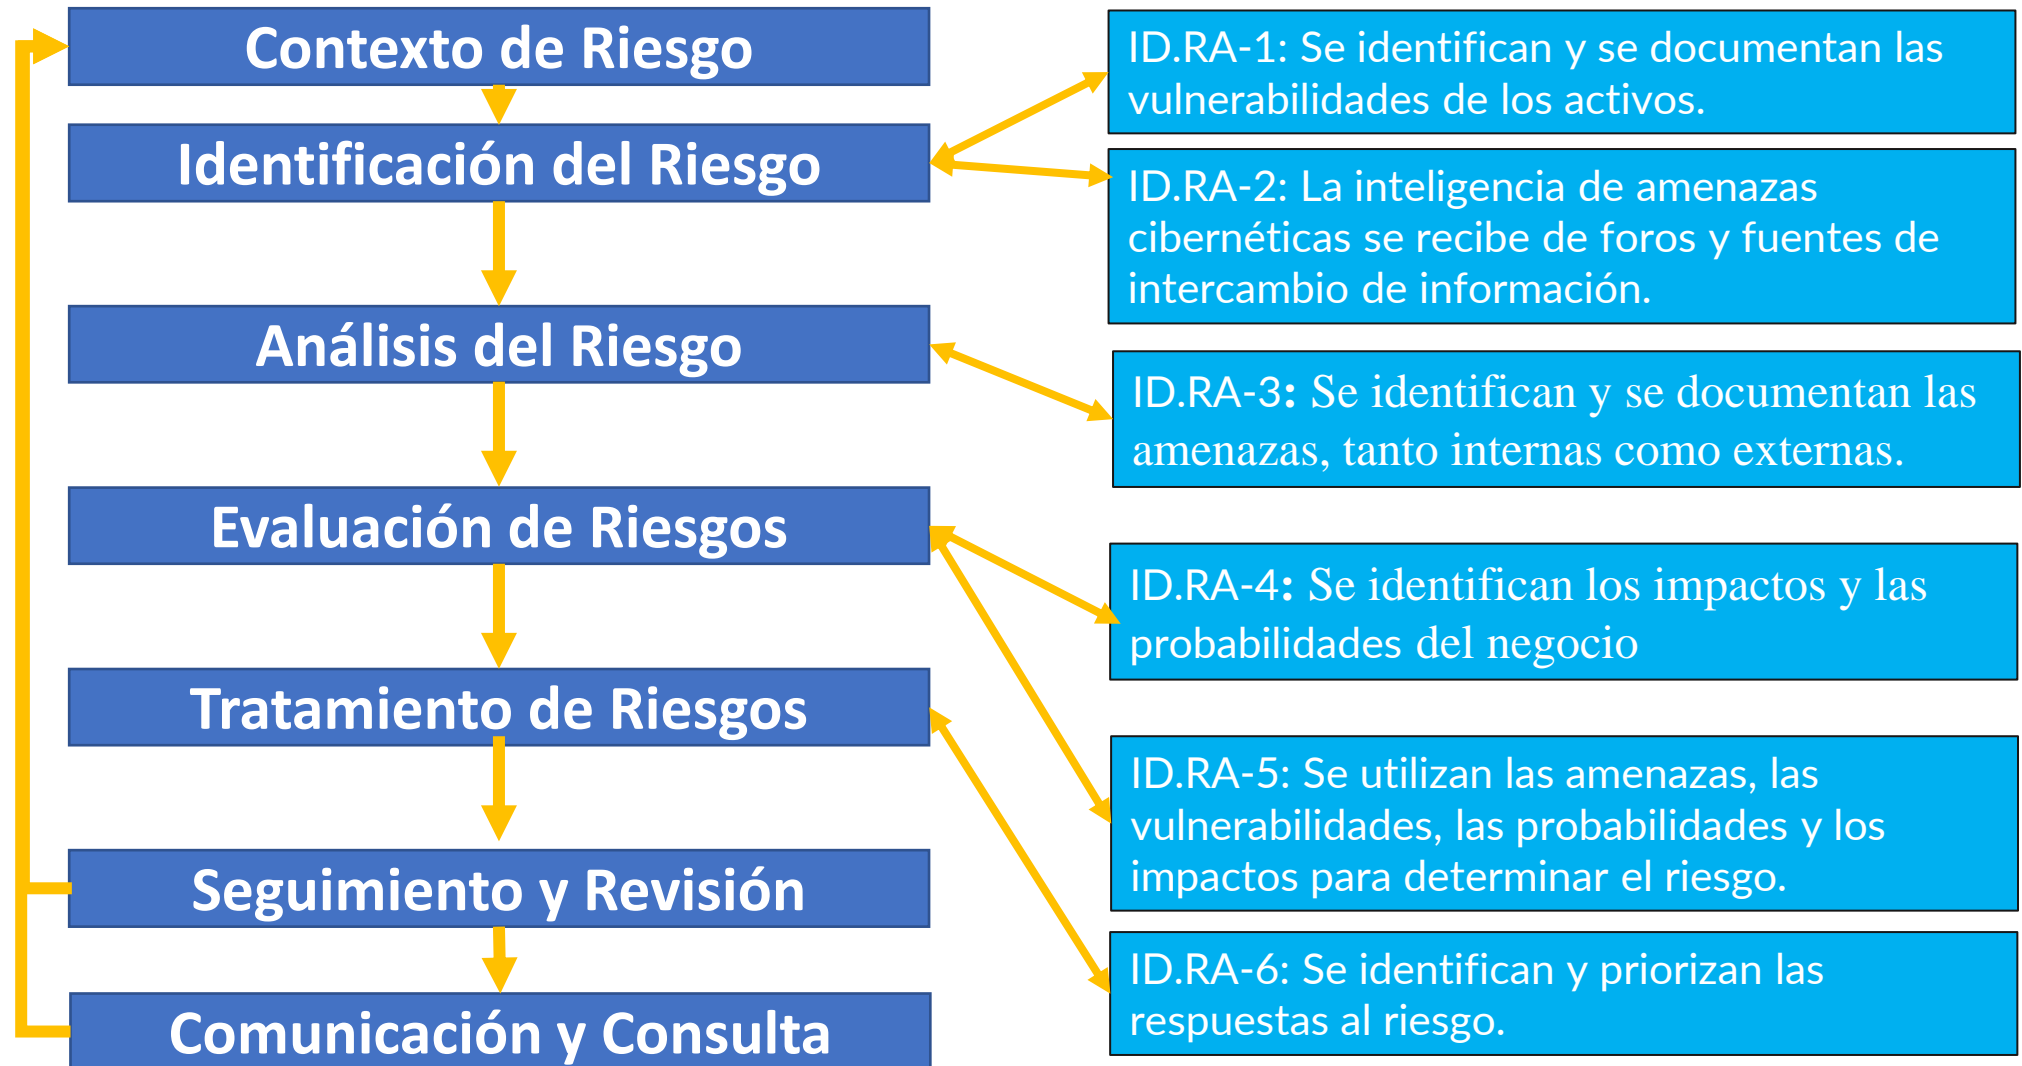 Contexto de Riesgo
Identificación del Riesgo
Análisis del Riesgo
Evaluación de Riesgos
Tratamiento de Riesgos
Seguimiento y Revisión
Comunicación y Consulta
ID.RA-1: Se identifican y se documentan las
vulnerabilidades de los activos.
ID.RA-2: La inteligencia de amenazas
cibernéticas se recibe de foros y fuentes de
intercambio de información.
ID.RA-3: Se identifican y se documentan las
amenazas, tanto internas como externas.
ID.RA-4: Se identifican los impactos y las
probabilidades del negocio
ID.RA-5: Se utilizan las amenazas, las
vulnerabilidades, las probabilidades y los
impactos para determinar el riesgo.
ID.RA-6: Se identifican y priorizan las
respuestas al riesgo.